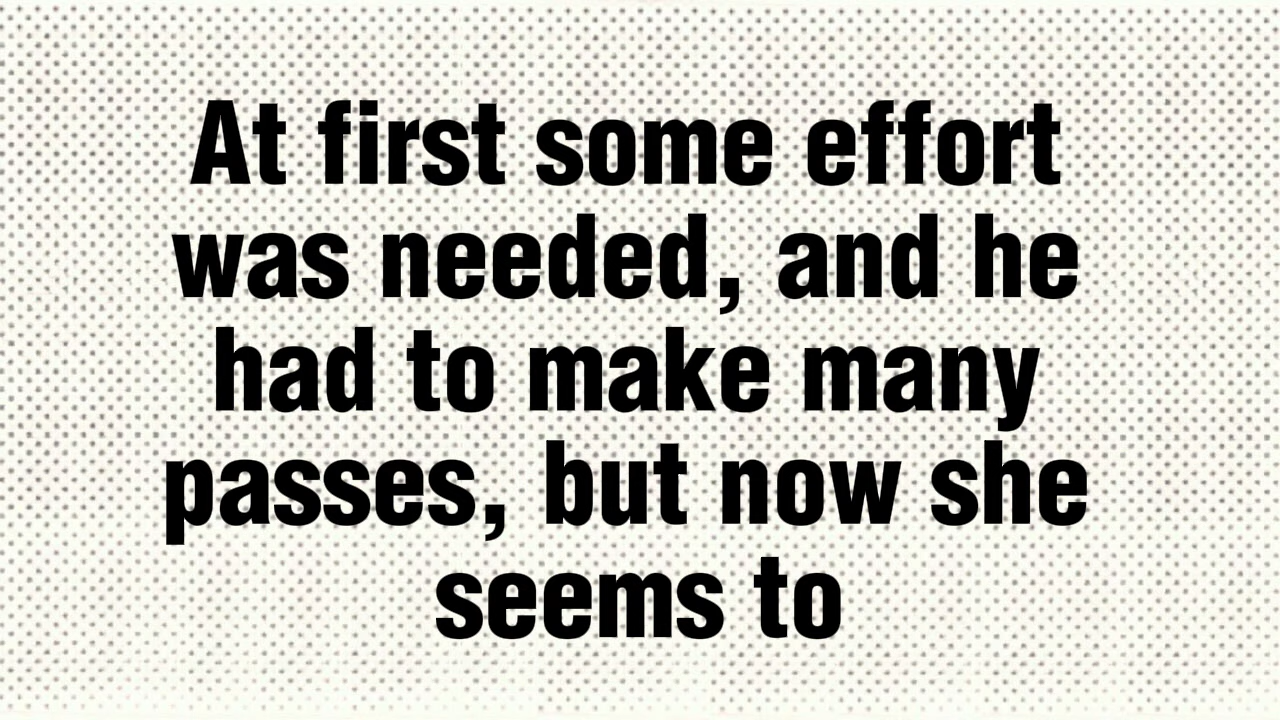 At first some effort
was needed, and he
had to make many
passes, but now she
seems to